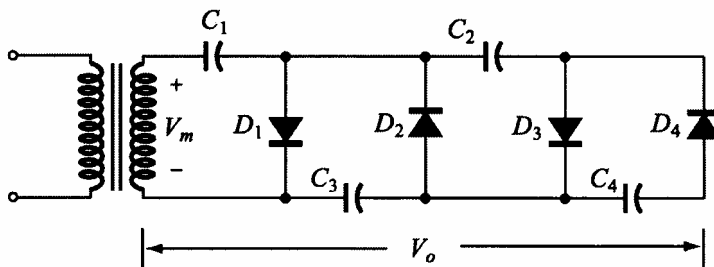 C₁
C₂
+
Vₘ
−
D₁
D₂
D₃
D₄
C₃
C₄
Vₒ